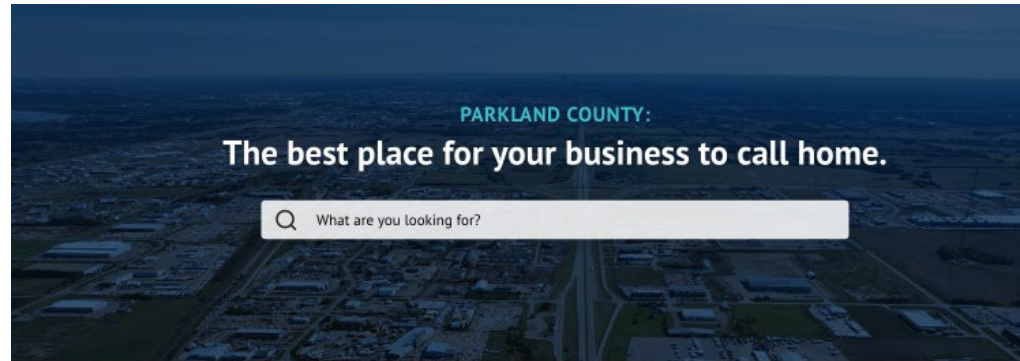 PARKLAND COUNTY:
The best place for your business to call home.
What are you looking for?